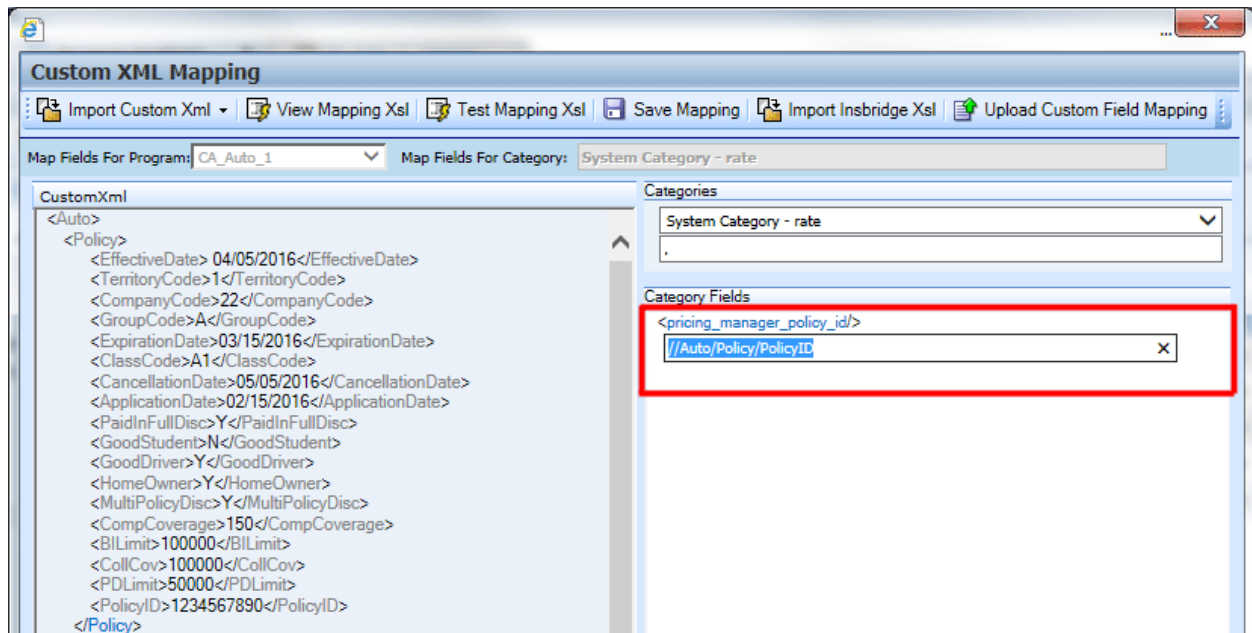 ...
Custom XML Mapping
Import Custom Xml View Mapping Xsl Test Mapping Xsl Save Mapping Import Insbridge Xsl Upload Custom Field Mapping
Map Fields For Program: CA_Auto_1 Map Fields For Category: System Category - rate
CustomXml
<Auto>
<Policy>
<EffectiveDate> 04/05/2016</EffectiveDate>
<TerritoryCode>1</TerritoryCode>
<CompanyCode>22</CompanyCode>
<GroupCode>A</GroupCode>
<ExpirationDate>03/15/2016</ExpirationDate>
<ClassCode>A1</ClassCode>
<CancellationDate>05/05/2016</CancellationDate>
<ApplicationDate>02/15/2016</ApplicationDate>
<PaidInFullDisc>Y</PaidInFullDisc>
<GoodStudent>N</GoodStudent>
<GoodDriver>Y</GoodDriver>
<HomeOwner>Y</HomeOwner>
<MultiPolicyDisc>Y</MultiPolicyDisc>
<CompCoverage>150</CompCoverage>
<BILimit>100000</BILimit>
<CollCov>100000</CollCov>
<PDLimit>50000</PDLimit>
<PolicyID>1234567890</PolicyID>
</Policy>
Categories
System Category - rate
.
Category Fields
<pricing_manager_policy_id/>
//Auto/Policy/PolicyID